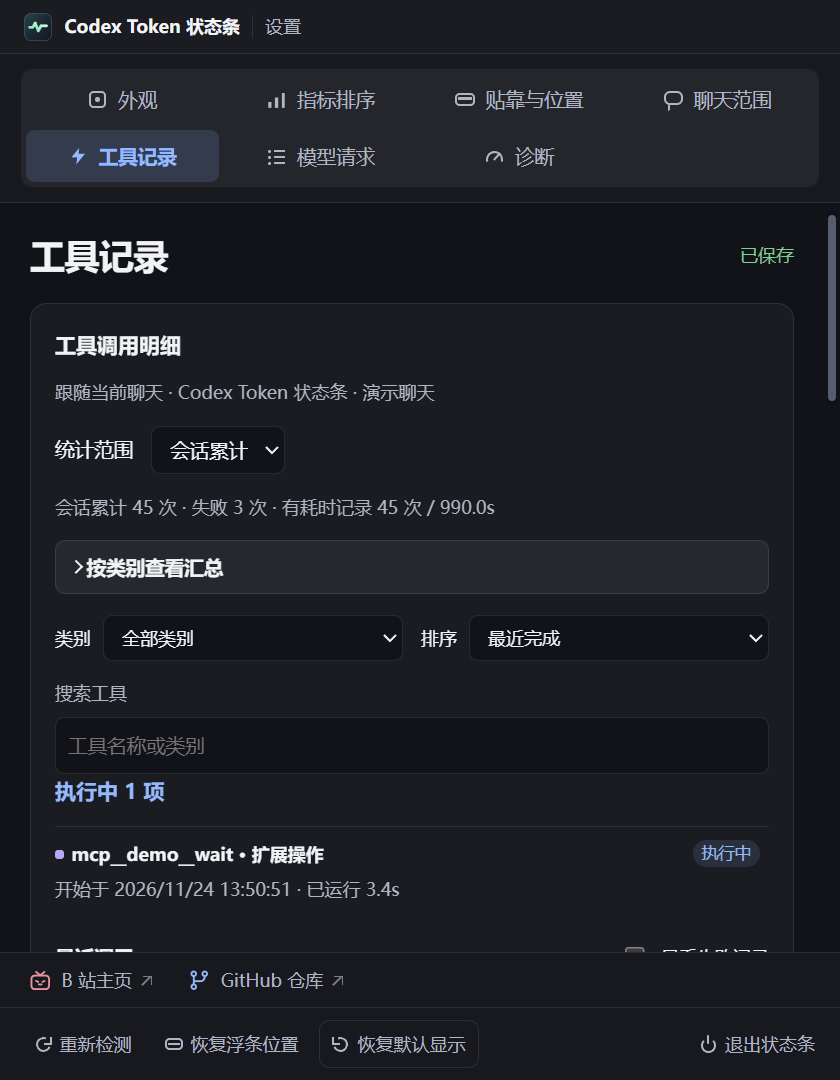 Codex Token 状态条 设置
外观 指标排序 贴靠与位置 聊天范围
工具记录 模型请求 诊断
工具记录 已保存
工具调用明细
跟随当前聊天 · Codex Token 状态条 · 演示聊天
统计范围 会话累计
会话累计 45 次 · 失败 3 次 · 有耗时记录 45 次 / 990.0s
按类别查看汇总
类别 全部类别 排序 最近完成
搜索工具
工具名称或类别
执行中 1 项
mcp__demo__wait • 扩展操作 执行中
开始于 2026/11/24 13:50:51 · 已运行 3.4s
B 站主页 GitHub 仓库
重新检测 恢复浮条位置 恢复默认显示 退出状态条